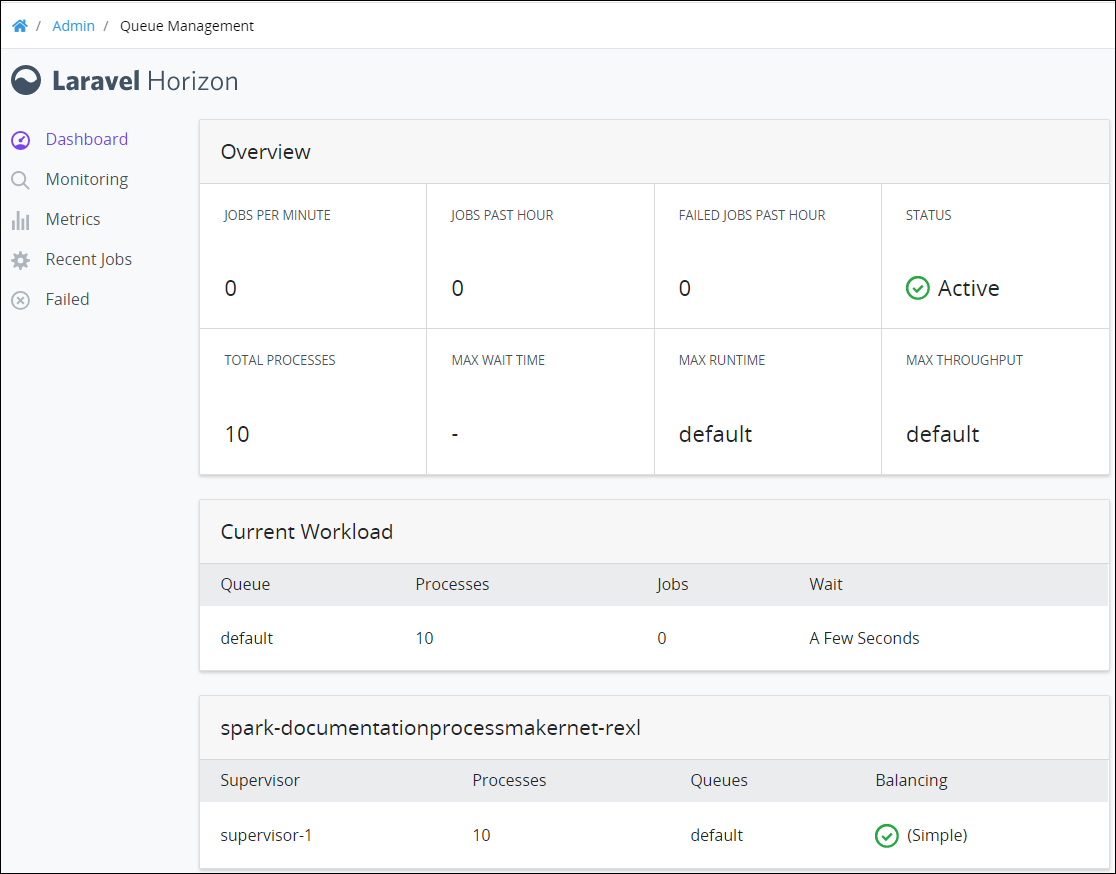 / Admin / Queue Management
Laravel Horizon
Dashboard
Monitoring
Metrics
Recent Jobs
Failed
Overview
JOBS PER MINUTE JOBS PAST HOUR FAILED JOBS PAST HOUR STATUS
0 0 0 Active
TOTAL PROCESSES MAX WAIT TIME MAX RUNTIME MAX THROUGHPUT
10 - default default
Current Workload
Queue Processes Jobs Wait
default 10 0 A Few Seconds
spark-documentationprocessmakernet-rexl
Supervisor Processes Queues Balancing
supervisor-1 10 default (Simple)